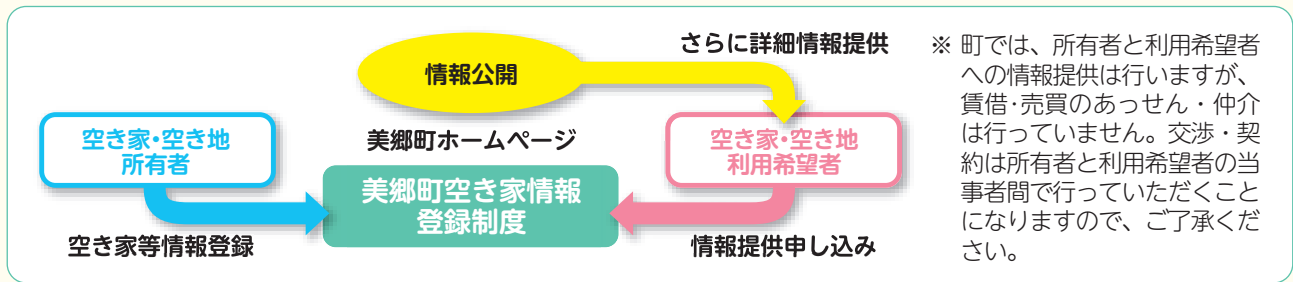 さらに詳細情報提供
情報公開
美郷町ホームページ
空き家・空き地
所有者
空き家・空き地
利用希望者
美郷町空き家情報
登録制度
空き家等情報登録
情報提供申し込み
※ 町では、所有者と利用希望者
への情報提供は行いますが、
賃借・売買のあっせん・仲介
は行っていません。交渉・契
約は所有者と利用希望者の当
事者間で行っていただくこと
になりますので、ご了承くだ
さい。